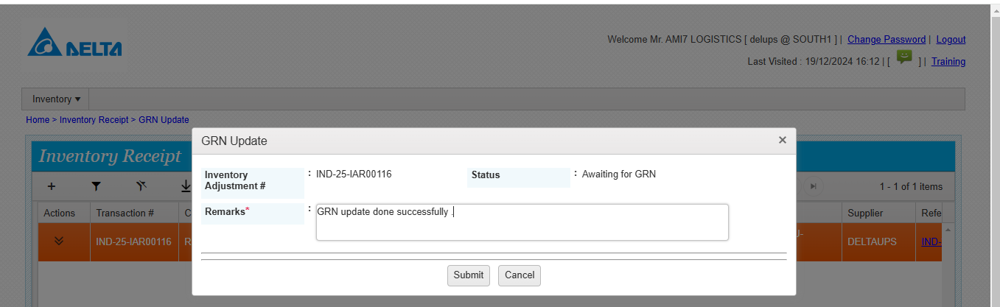 DELTA
Welcome Mr. AMI7 LOGISTICS [ delups @ SOUTH1 ] | Change Password | Logout
Last Visited : 19/12/2024 16:12 | [ ] | Training
Inventory ▾
Home > Inventory Receipt > GRN Update
GRN Update ×
Inventory Receipt
Inventory Adjustment # : IND-25-IAR00116 Status : Awaiting for GRN
1 - 1 of 1 items
Remarks* : GRN update done successfully .
Actions Transaction # C Supplier Refe
IND-25-IAR00116 R J- DELTAUPS IND-
Submit Cancel